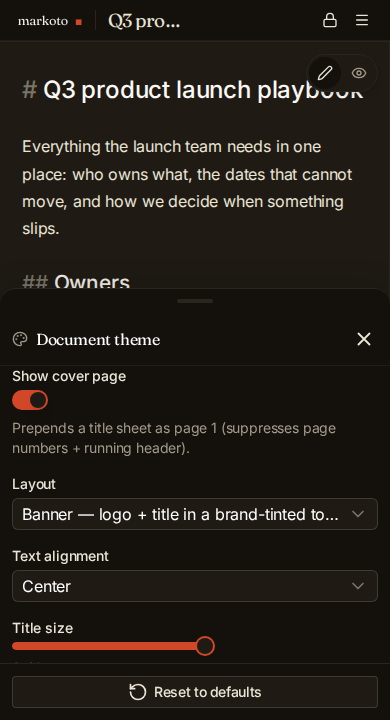 markoto
Q3 pro...
# Q3 product launch playbook
Everything the launch team needs in one
place: who owns what, the dates that cannot
move, and how we decide when something
slips.
## Owners
Document theme
Show cover page
Prepends a title sheet as page 1 (suppresses page
numbers + running header).
Layout
Banner — logo + title in a brand-tinted to...
Text alignment
Center
Title size
Reset to defaults